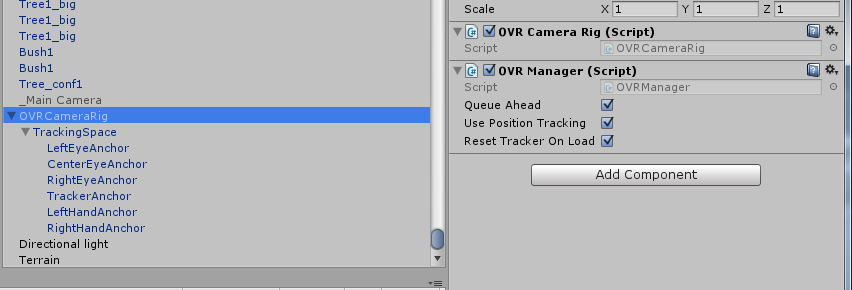 Tree1_big
Tree1_big
Tree1_big
Bush1
Bush1
Tree_conf1
_Main Camera
OVRCameraRig
TrackingSpace
LeftEyeAnchor
CenterEyeAnchor
RightEyeAnchor
TrackerAnchor
LeftHandAnchor
RightHandAnchor
Directional light
Terrain
Scale X 1 Y 1 Z 1
OVR Camera Rig (Script)
Script OVRCameraRig
OVR Manager (Script)
Script OVRManager
Queue Ahead
Use Position Tracking
Reset Tracker On Load
Add Component